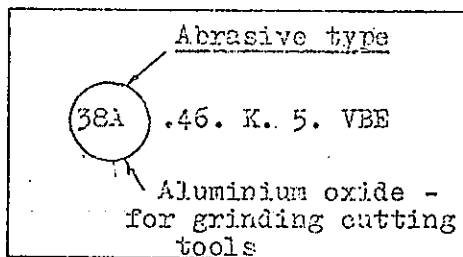 Abrasive type
38A .46. K. 5. VBE
Aluminium oxide -
for grinding cutting
tools